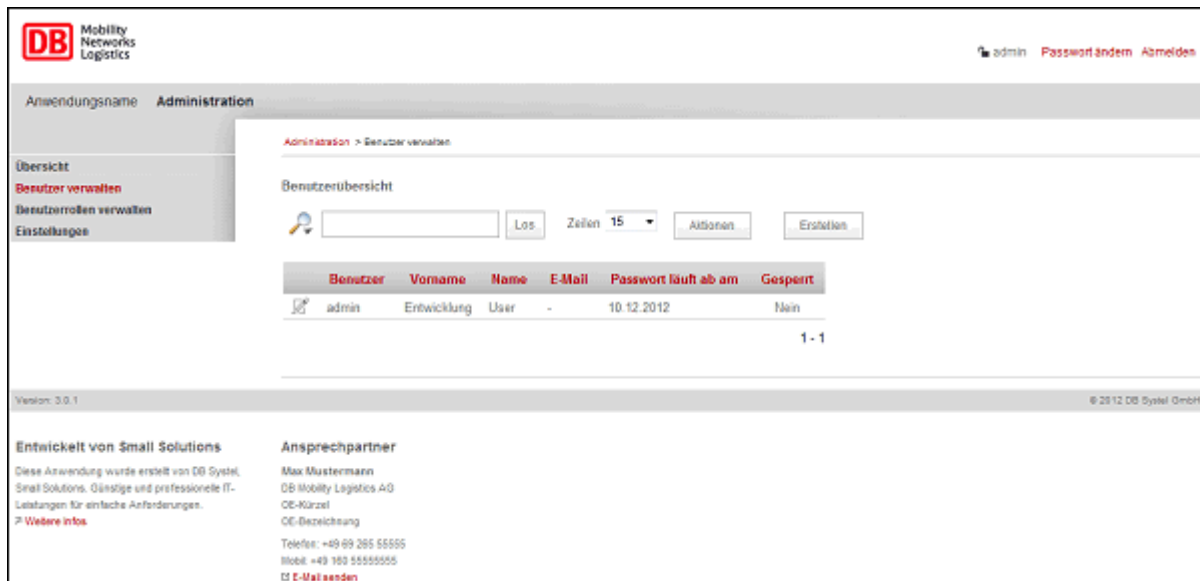 DB
Mobility
Networks
Logistics
admin Passwort ändern Abmelden
Anwendungsname Administration
Administration > Benutzer verwalten
Übersicht
Benutzer verwalten
Benutzerrollen verwalten
Einstellungen
Benutzerübersicht
Los Zeilen 15 Aktionen Erstellen
Benutzer Vorname Name E-Mail Passwort läuft ab am Gesperrt
admin Entwicklung User - 10.12.2012 Nein
1 - 1
Version: 3.0.1 © 2012 DB Systel GmbH
Entwickelt von Small Solutions
Diese Anwendung wurde erstellt von DB Systel,
Small Solutions. Günstige und professionelle IT-
Leistungen für einfache Anforderungen.
Weitere Infos
Ansprechpartner
Max Mustermann
DB Mobility Logistics AG
OE-Kürzel
OE-Bezeichnung
Telefon: +49 69 265 55555
Mobil: +49 160 55555555
E-Mail senden